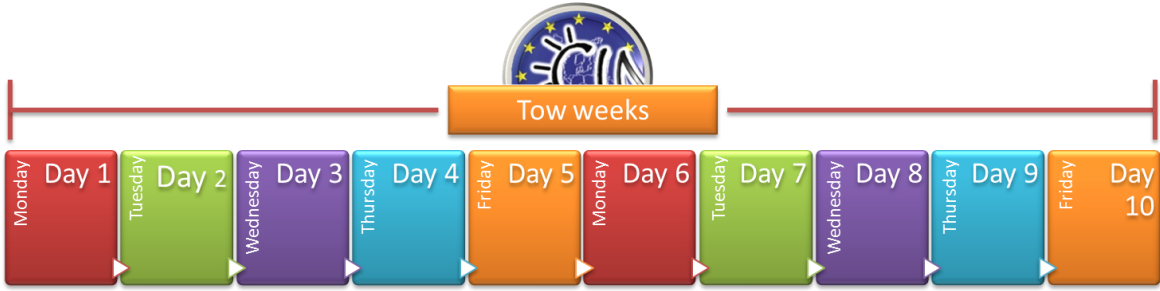 Tow weeks
Monday
Day 1
Tuesday
Day 2
Wednesday
Day 3
Thursday
Day 4
Friday
Day 5
Monday
Day 6
Tuesday
Day 7
Wednesday
Day 8
Thursday
Day 9
Friday
Day
10